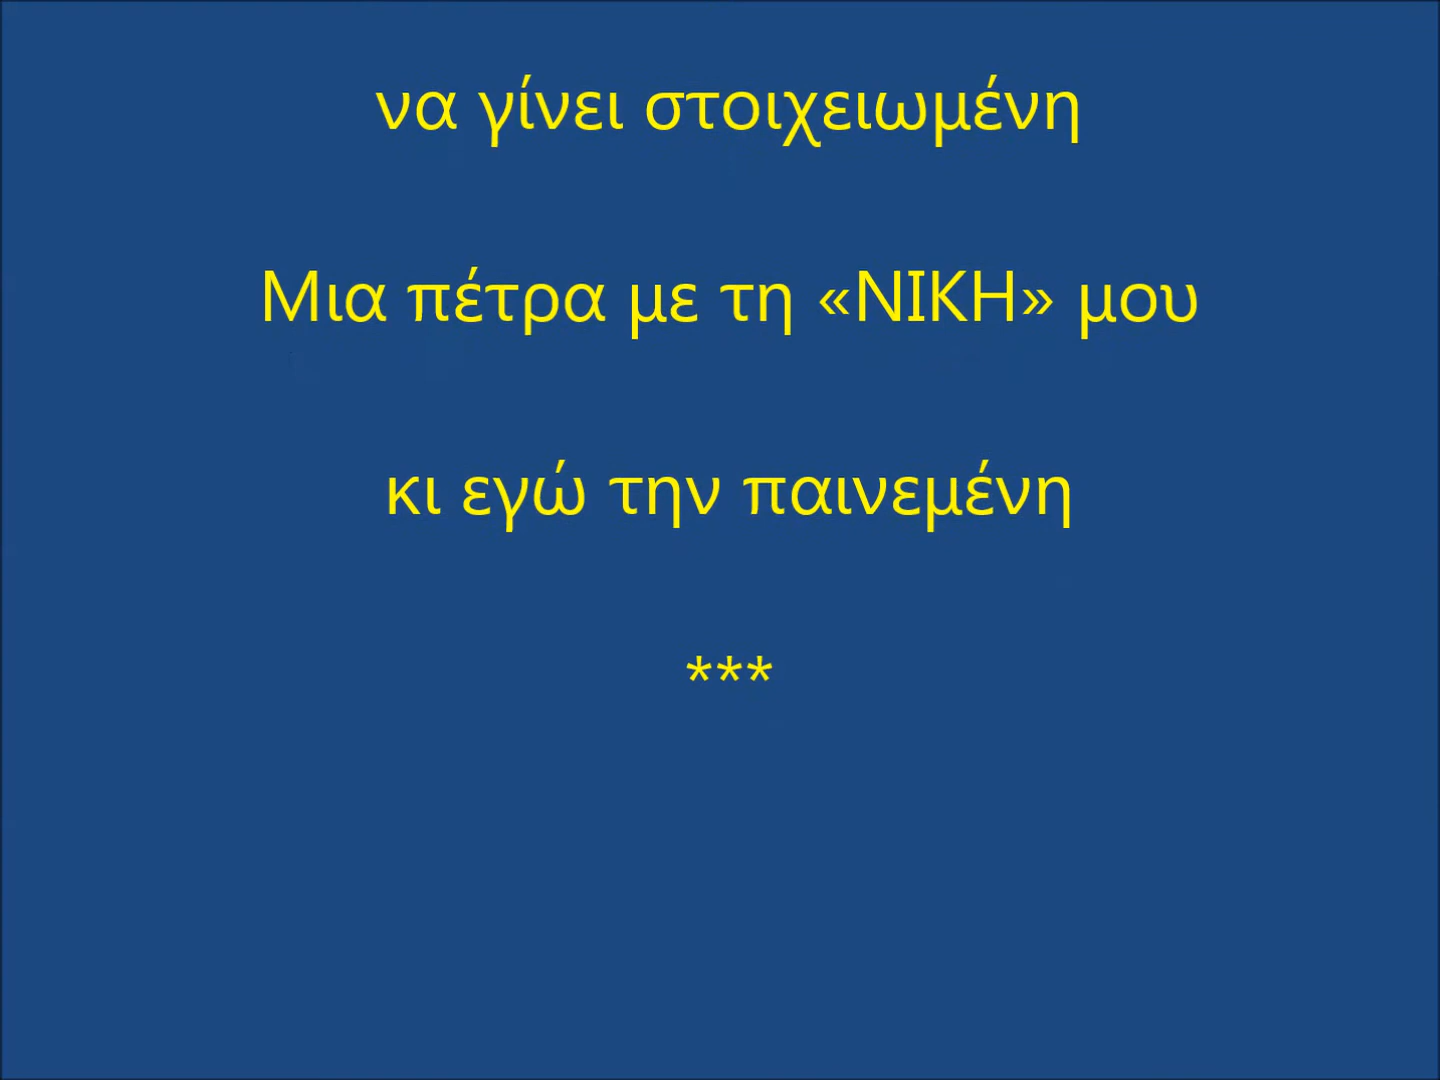 να γίνει στοιχειωμένη
Μια πέτρα με τη «ΝΙΚΗ» μου
κι εγώ την παινεμένη
***